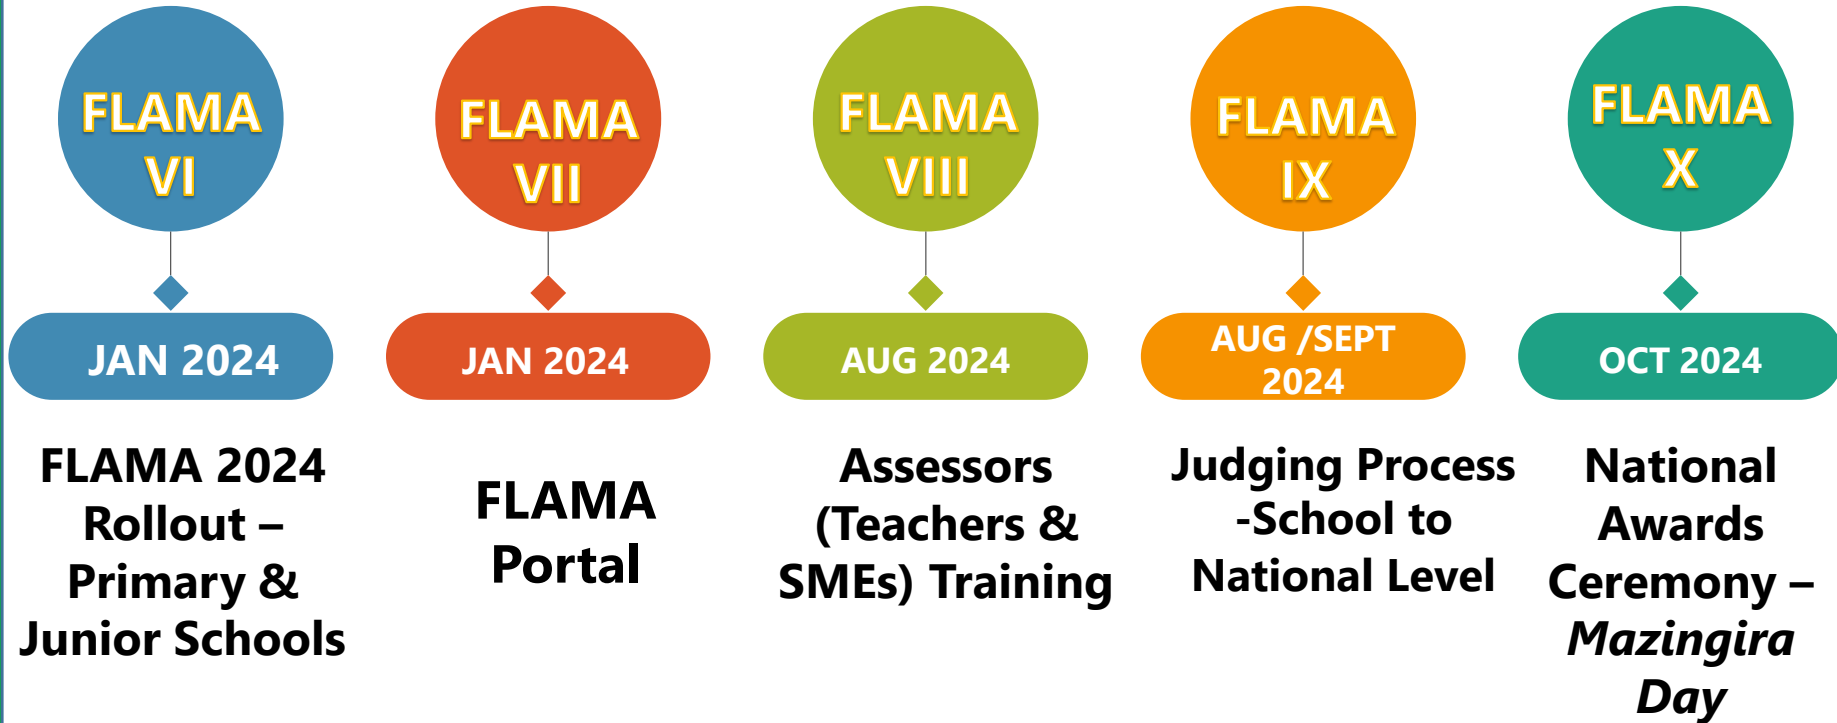 FLAMA
VI
JAN 2024
FLAMA 2024
Rollout –
Primary &
Junior Schools
FLAMA
VII
JAN 2024
FLAMA
Portal
FLAMA
VIII
AUG 2024
Assessors
(Teachers &
SMEs) Training
FLAMA
IX
AUG /SEPT
2024
Judging Process
-School to
National Level
FLAMA
X
OCT 2024
National
Awards
Ceremony –
Mazingira
Day